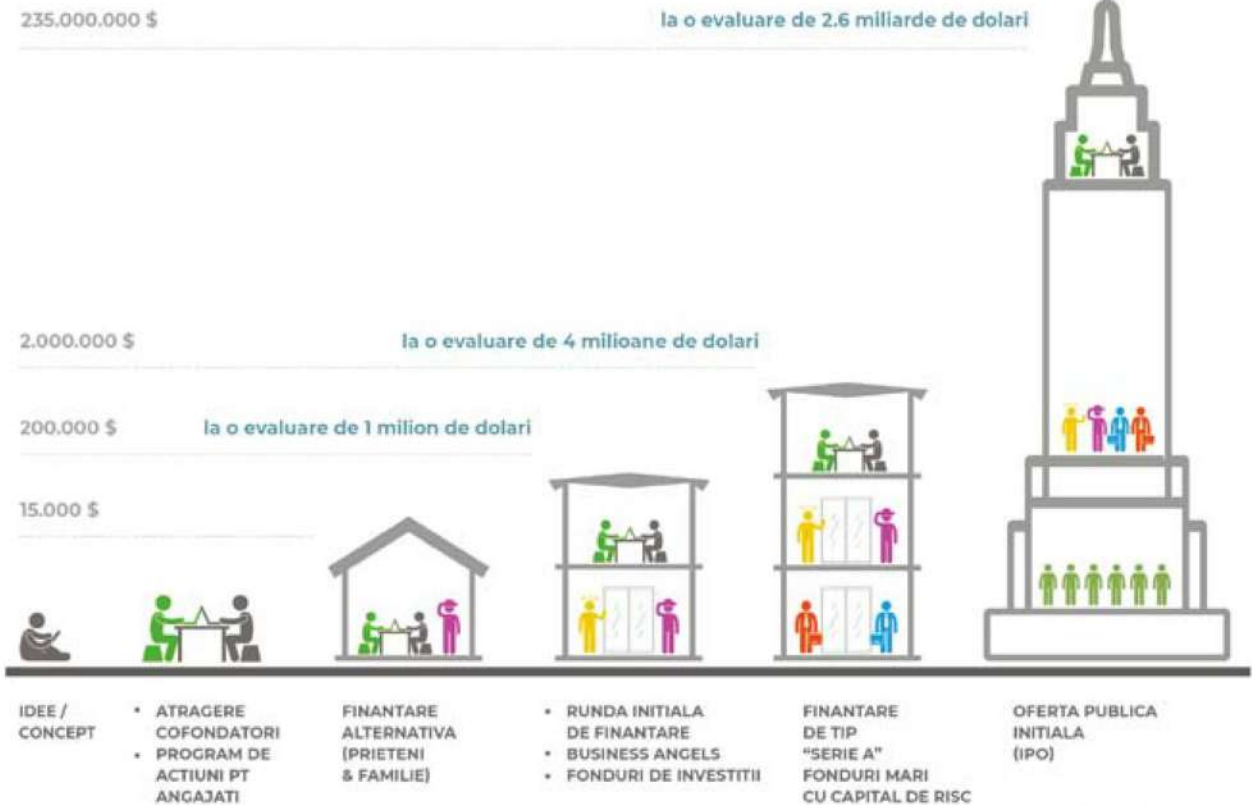 235.000.000 $
la o evaluare de 2.6 miliarde de dolari
2.000.000 $
la o evaluare de 4 milioane de dolari
200.000 $
la o evaluare de 1 milion de dolari
15.000 $
IDEE /
CONCEPT
• ATRAGERE
COFONDATORI
• PROGRAM DE
ACTIUNI PT
ANGAJATI
FINANTARE
ALTERNATIVA
(PRIETENI
& FAMILIE)
• RUNDA INITIALA
DE FINANTARE
• BUSINESS ANGELS
• FONDURI DE INVESTITII
FINANTARE
DE TIP
"SERIE A"
FONDURI MARI
CU CAPITAL DE RISC
OFERTA PUBLICA
INITIALA
(IPO)